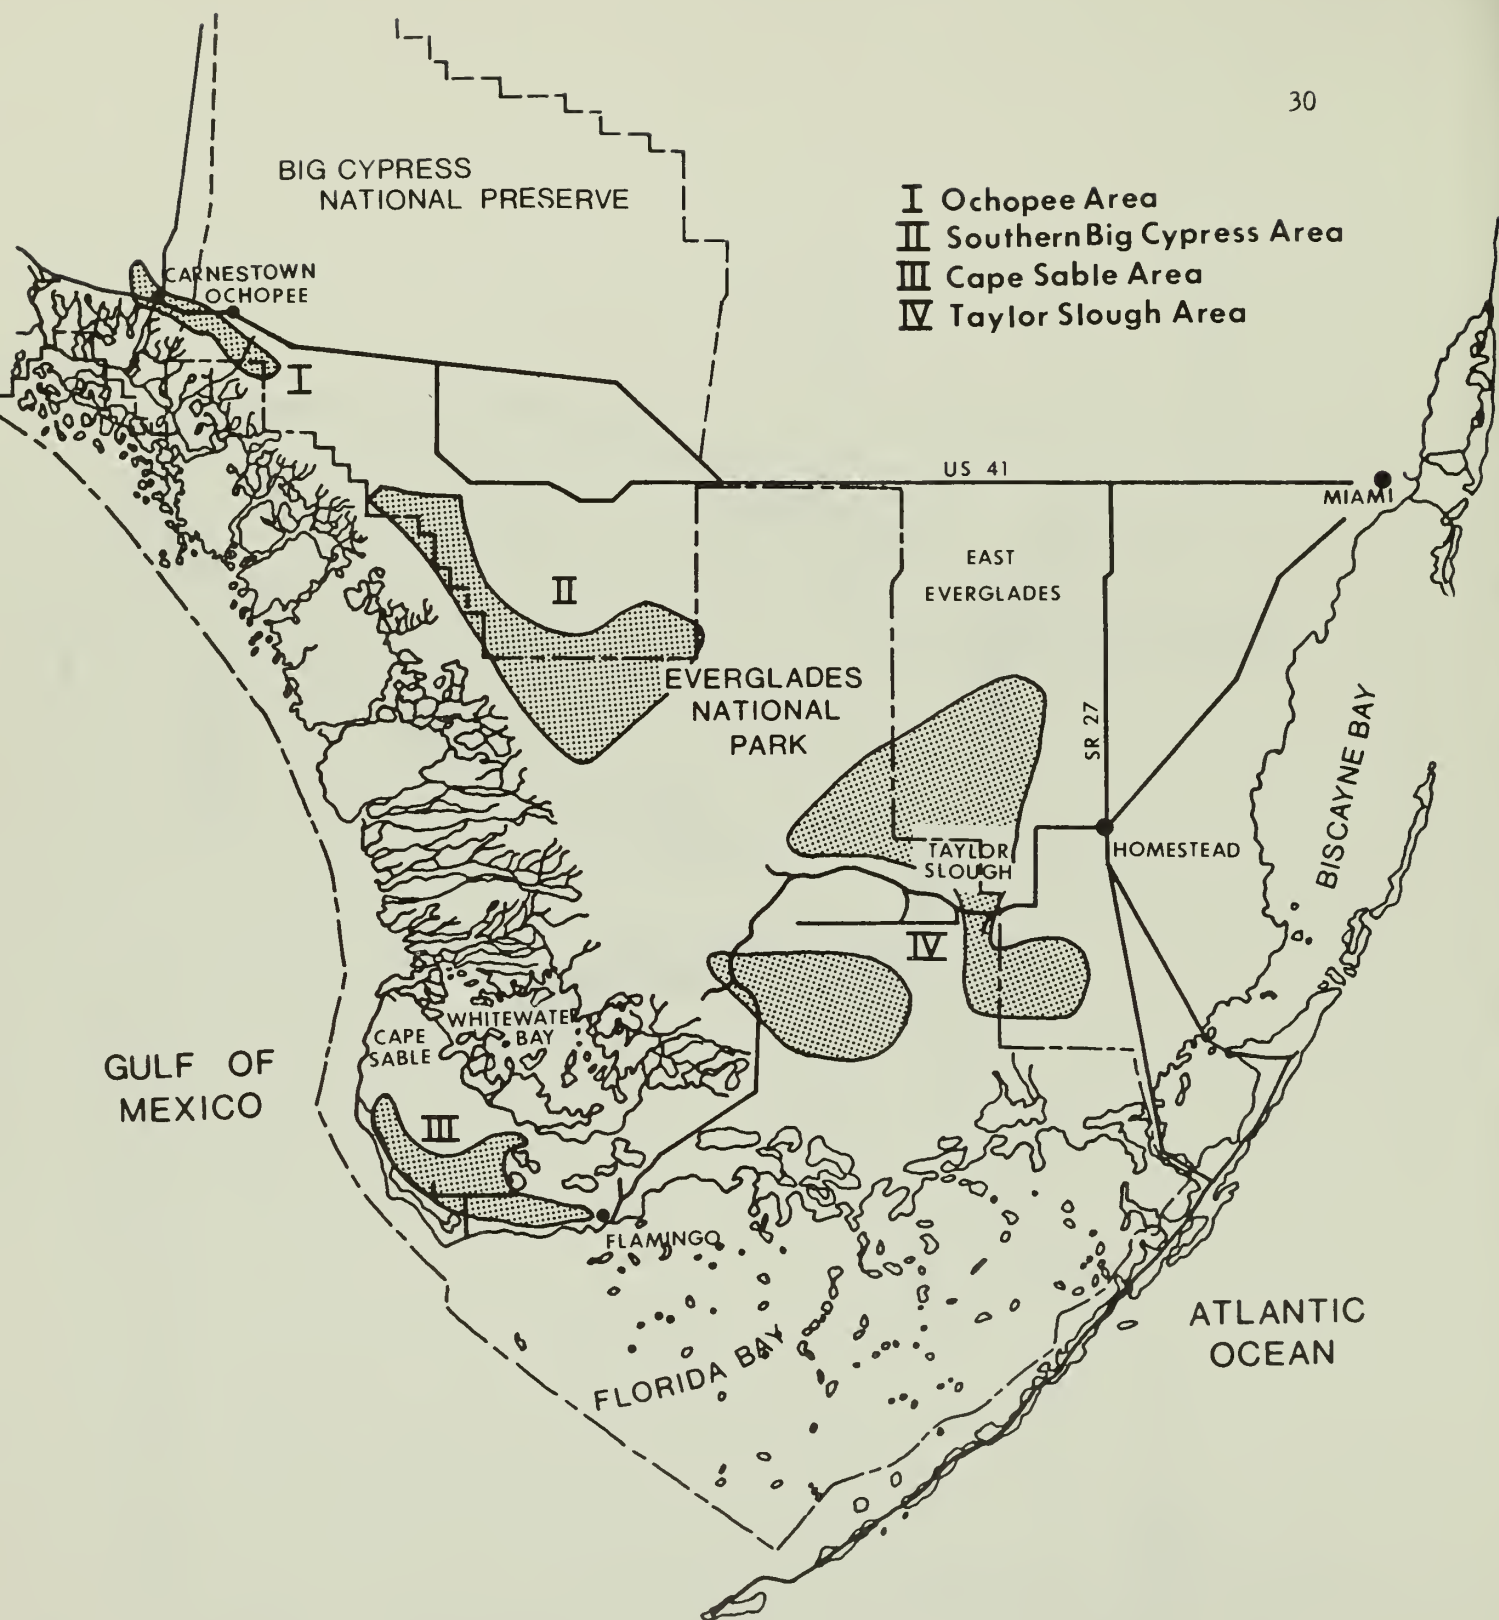 30
BIG CYPRESS
NATIONAL PRESERVE
I Ochopee Area
II Southern Big Cypress Area
III Cape Sable Area
IV Taylor Slough Area
CARNESTOWN
OCHOPEE
I
US 41
MIAMI
EAST
EVERGLADES
II
EVERGLADES
NATIONAL
PARK
SR 27
BISCAYNE BAY
TAYLOR
SLOUGH
HOMESTEAD
IV
WHITEWATER
BAY
CAPE
SABLE
GULF OF
MEXICO
III
FLAMINGO
FLORIDA BAY
ATLANTIC
OCEAN